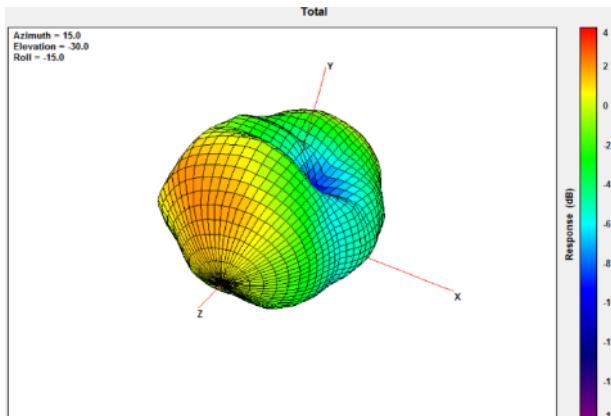 Total
Azimuth = 15.0
Elevation = -30.0
Roll = -15.0
Y
X
Z
4
2
0
-2
-4
-6
-8
Response (dB)